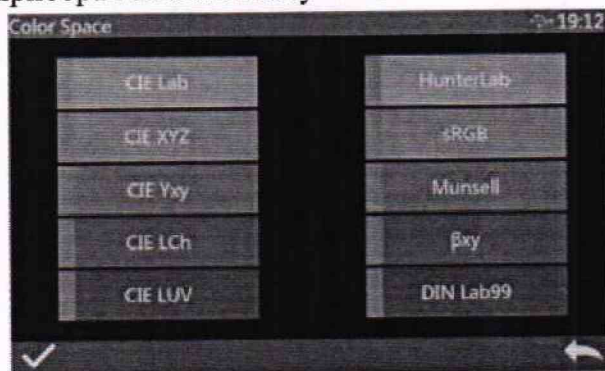 Color Space 19:12
CIE Lab HunterLab
CIE XYZ sRGB
CIE Yxy Munsell
CIE LCh βxy
CIE LUV DIN Lab99